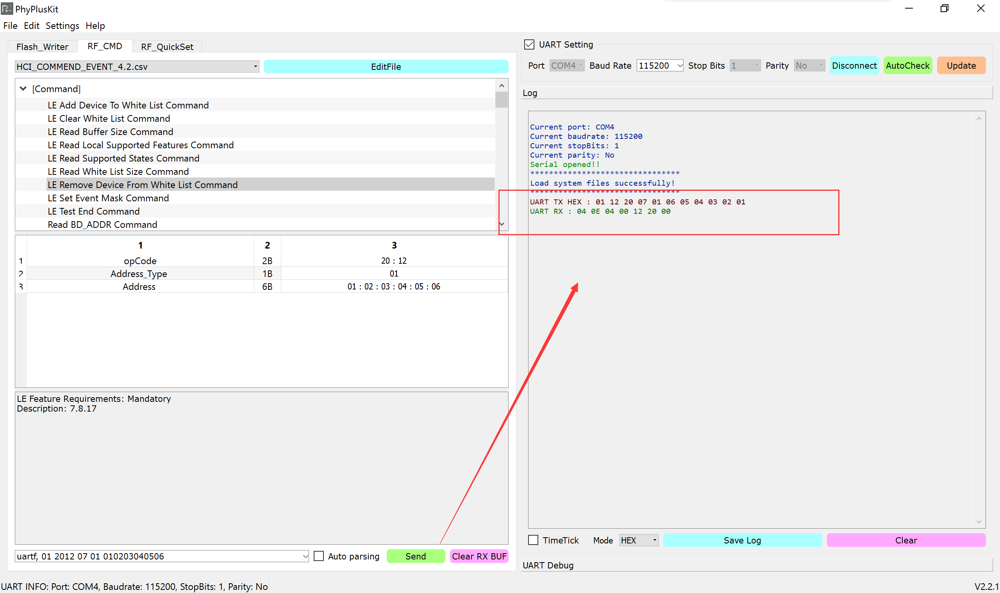 PhyPlusKit
File Edit Settings Help
Flash_Writer RF_CMD RF_QuickSet
HCI_COMMEND_EVENT_4.2.csv EditFile
[Command]
LE Add Device To White List Command
LE Clear White List Command
LE Read Buffer Size Command
LE Read Local Supported Features Command
LE Read Supported States Command
LE Read White List Size Command
LE Remove Device From White List Command
LE Set Event Mask Command
LE Test End Command
Read BD_ADDR Command
1 2 3
1 opCode 2B 20 : 12
2 Address_Type 1B 01
3 Address 6B 01 : 02 : 03 : 04 : 05 : 06
LE Feature Requirements: Mandatory
Description: 7.8.17
uartf, 01 2012 07 01 010203040506 Auto parsing Send Clear RX BUF
UART Setting
Port COM4 Baud Rate 115200 Stop Bits 1 Parity No Disconnect AutoCheck Update
Log
Current port: COM4
Current baudrate: 115200
Current stopBits: 1
Current parity: No
Serial opened!!
********************************
Load system files successfully!
********************************
UART TX HEX : 01 12 20 07 01 06 05 04 03 02 01
UART RX : 04 0E 04 00 12 20 00
TimeTick Mode HEX Save Log Clear
UART Debug
UART INFO: Port: COM4, Baudrate: 115200, StopBits: 1, Parity: No
V2.2.1